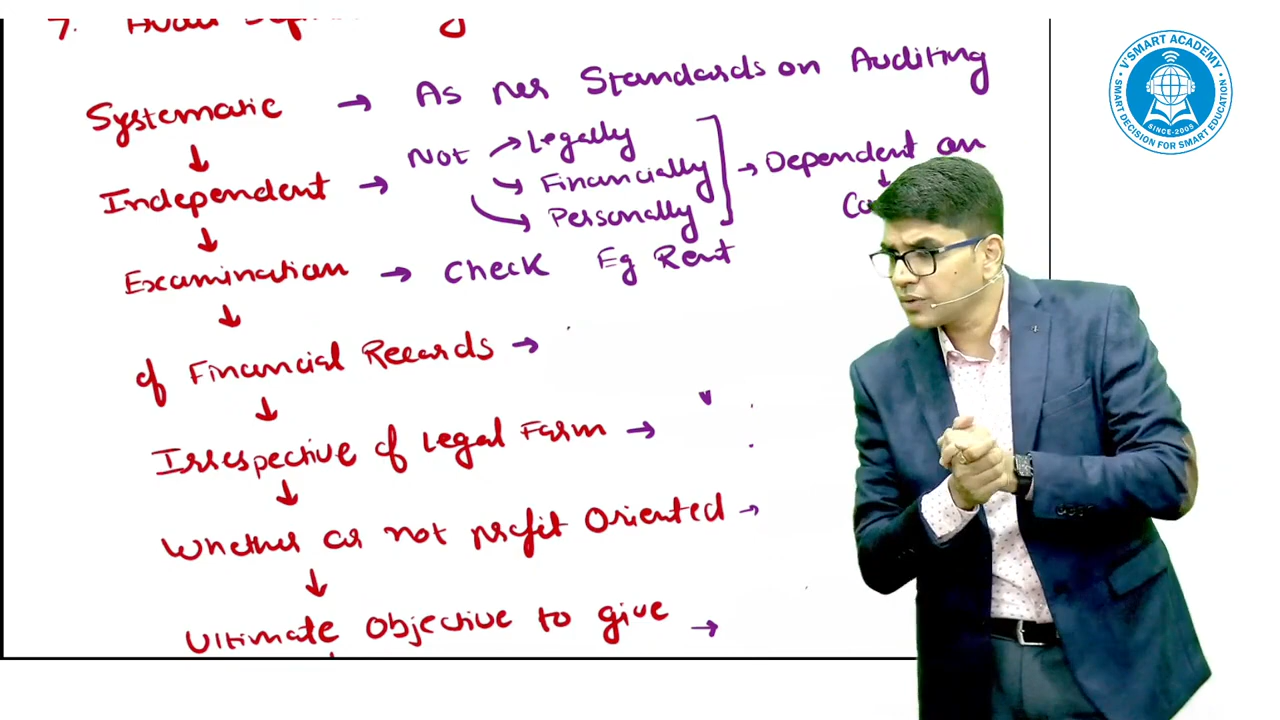 7.
Systematic → As per Standards on Auditing
↓
Independent → Not → Legally
→ Financially
→ Personally
→ Dependent on
↓
Examination → Check Eg Rent
↓
of Financial Records →
↓
Irrespective of Legal Form →
↓
Whether or not profit Oriented →
↓
Ultimate Objective to give →
V'SMART ACADEMY
SINCE-2005
SMART DECISION FOR SMART EDUCATION